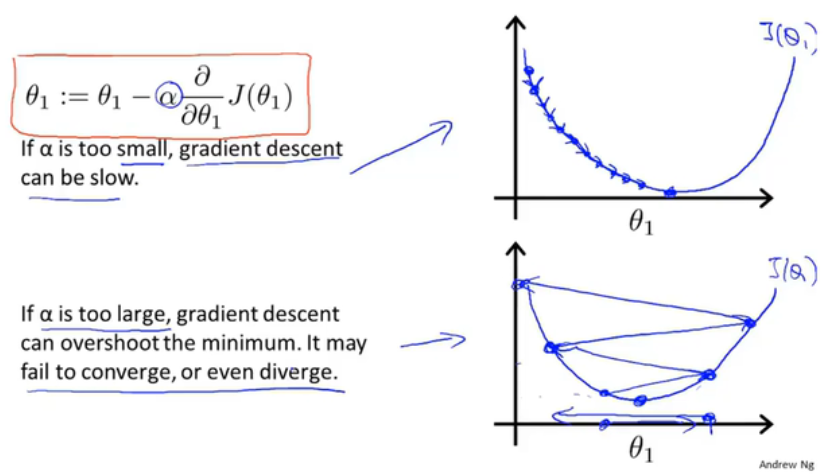 θ₁ := θ₁ − α ∂/∂θ₁ J(θ₁)
If α is too small, gradient descent
can be slow.
J(θ₁)
θ₁
If α is too large, gradient descent
can overshoot the minimum. It may
fail to converge, or even diverge.
θ₁
Andrew Ng